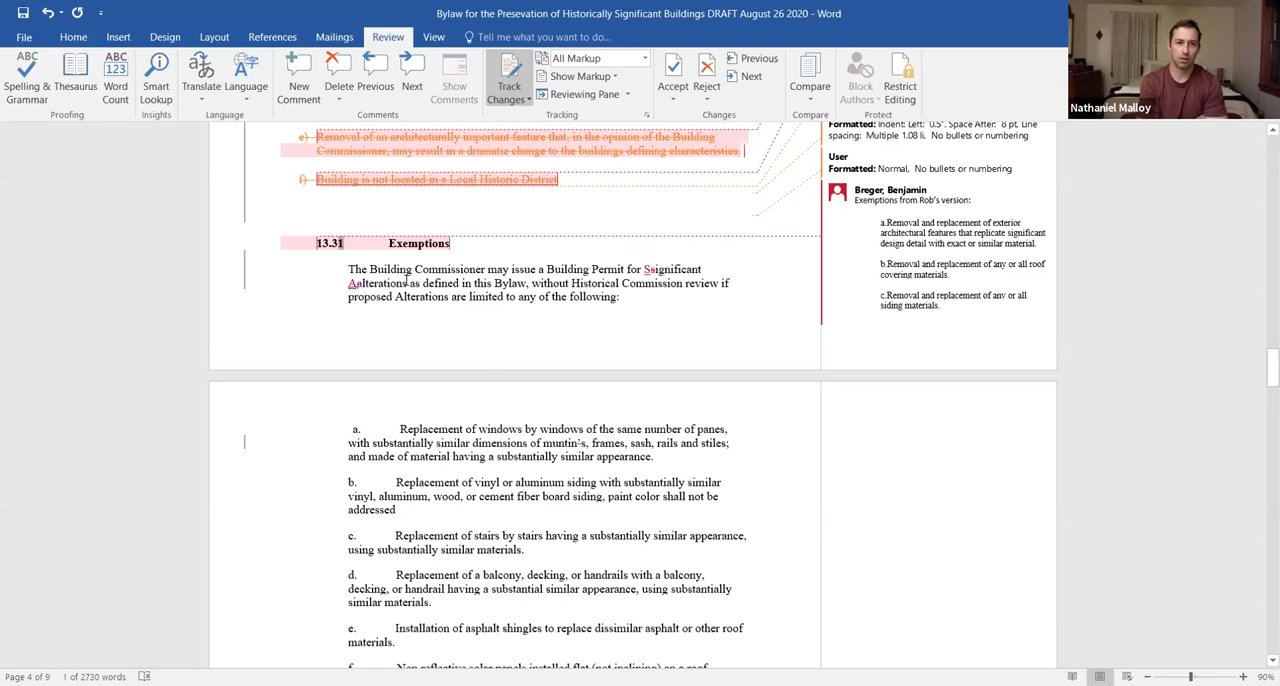 Bylaw for the Presevation of Historically Significant Buildings DRAFT August 26 2020 - Word
File Home Insert Design Layout References Mailings Review View Tell me what you want to do...
ABC
Spelling & Grammar
Thesaurus
ABC 123
Word Count
Proofing
Smart Lookup
Insights
Translate
Language
Language
New Comment
Delete
Previous
Next
Show Comments
Comments
Track Changes
All Markup
Show Markup
Reviewing Pane
Tracking
Accept
Reject
Previous
Next
Changes
Compare
Compare
Block Authors
Restrict Editing
Protect
Nathaniel Malloy
e) Removal of an architecturally important feature that, in the opinion of the Building
Commissioner, may result in a dramatic change to the buildings defining characteristics.
f) Building is not located in a Local Historic District
13.31 Exemptions
The Building Commissioner may issue a Building Permit for Ssignificant
Aalterations as defined in this Bylaw, without Historical Commission review if
proposed Alterations are limited to any of the following:
a. Replacement of windows by windows of the same number of panes,
with substantially similar dimensions of muntin's, frames, sash, rails and stiles;
and made of material having a substantially similar appearance.
b. Replacement of vinyl or aluminum siding with substantially similar
vinyl, aluminum, wood, or cement fiber board siding, paint color shall not be
addressed
c. Replacement of stairs by stairs having a substantially similar appearance,
using substantially similar materials.
d. Replacement of a balcony, decking, or handrails with a balcony,
decking, or handrail having a substantial similar appearance, using substantially
similar materials.
e. Installation of asphalt shingles to replace dissimilar asphalt or other roof
materials.
f. Non reflective solar panels installed flat (not inclining) on a roof
Formatted: Indent: Left: 0.5", Space After: 8 pt, Line
spacing: Multiple 1.08 li, No bullets or numbering
User
Formatted: Normal, No bullets or numbering
Breger, Benjamin
Exemptions from Rob's version:
a.Removal and replacement of exterior
architectural features that replicate significant
design detail with exact or similar material.
b.Removal and replacement of any or all roof
covering materials.
c.Removal and replacement of any or all
siding materials.
Page 4 of 9 1 of 2730 words
90%